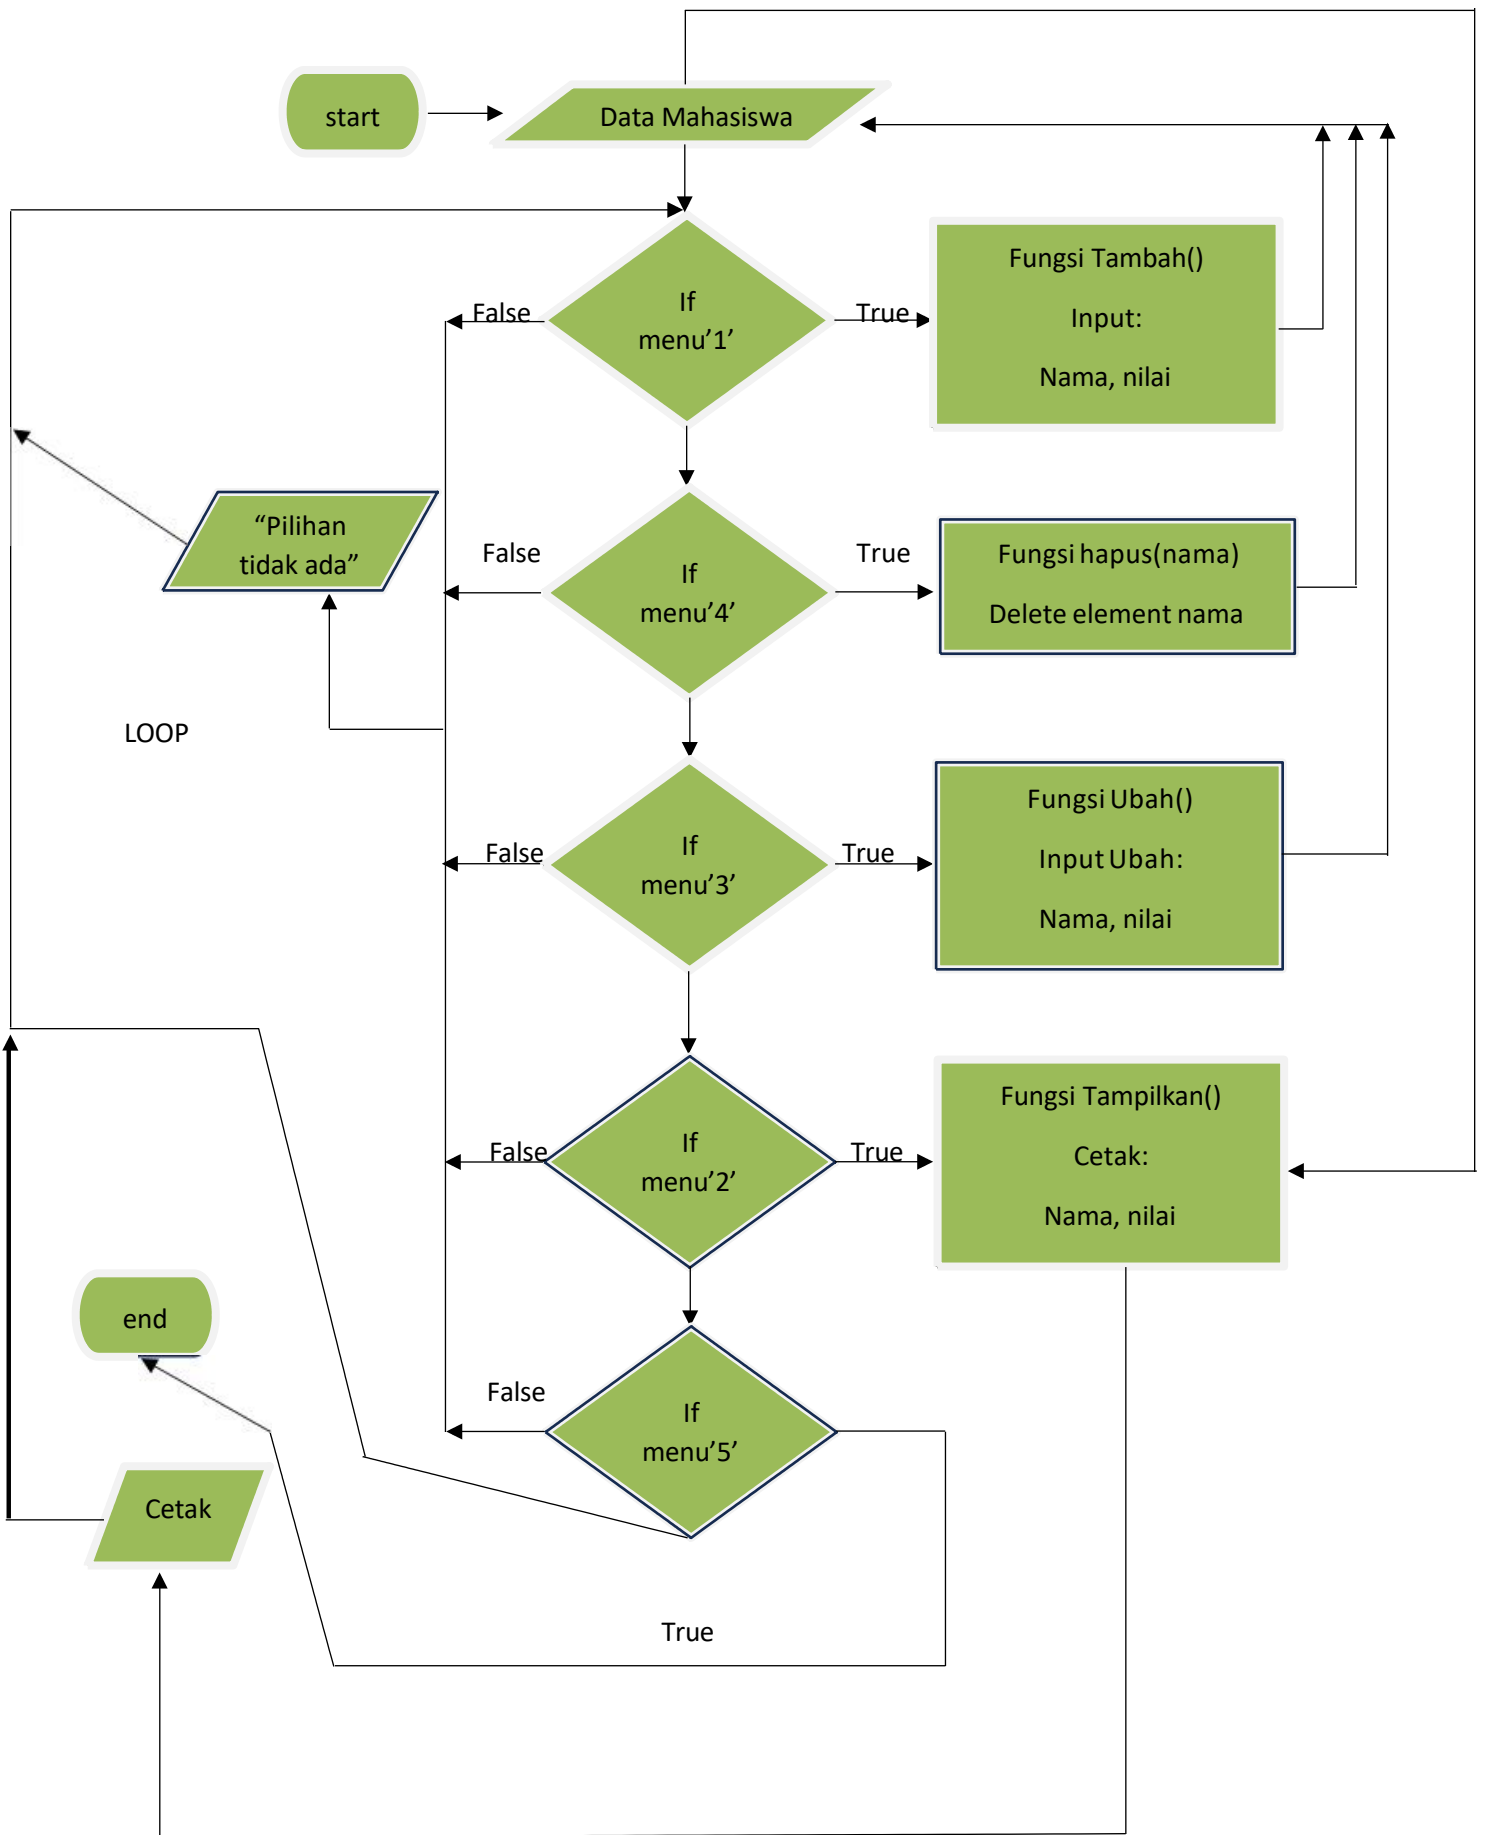 start
Data Mahasiswa
If
menu’1’
False
True
Fungsi Tambah()
Input:
Nama, nilai
“Pilihan
tidak ada”
False
If
menu’4’
True
Fungsi hapus(nama)
Delete element nama
LOOP
False
If
menu’3’
True
Fungsi Ubah()
Input Ubah:
Nama, nilai
False
If
menu’2’
True
Fungsi Tampilkan()
Cetak:
Nama, nilai
end
False
If
menu’5’
Cetak
True